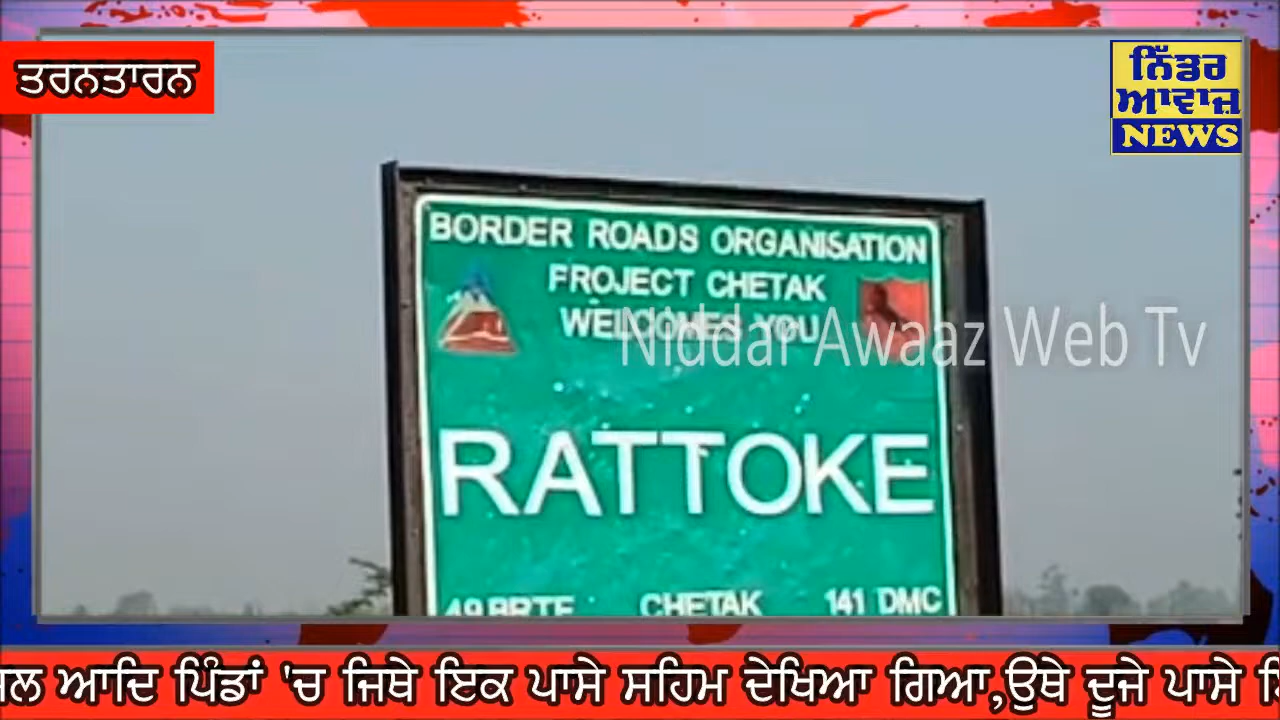 ਤਰਨਤਾਰਨ
ਨਿੱਡਰ
ਆਵਾਜ਼
NEWS
BORDER ROADS ORGANISATION
PROJECT CHETAK
WELCOMES YOU
Niddar Awaaz Web Tv
RATTOKE
49 BRTF CHETAK 141 DMC
ਆਦਿ ਪਿੰਡਾਂ 'ਚ ਜਿਥੇ ਇਕ ਪਾਸੇ ਸਹਿਮ ਦੇਖਿਆ ਗਿਆ,ਉਥੇ ਦੂਜੇ ਪਾਸੇ